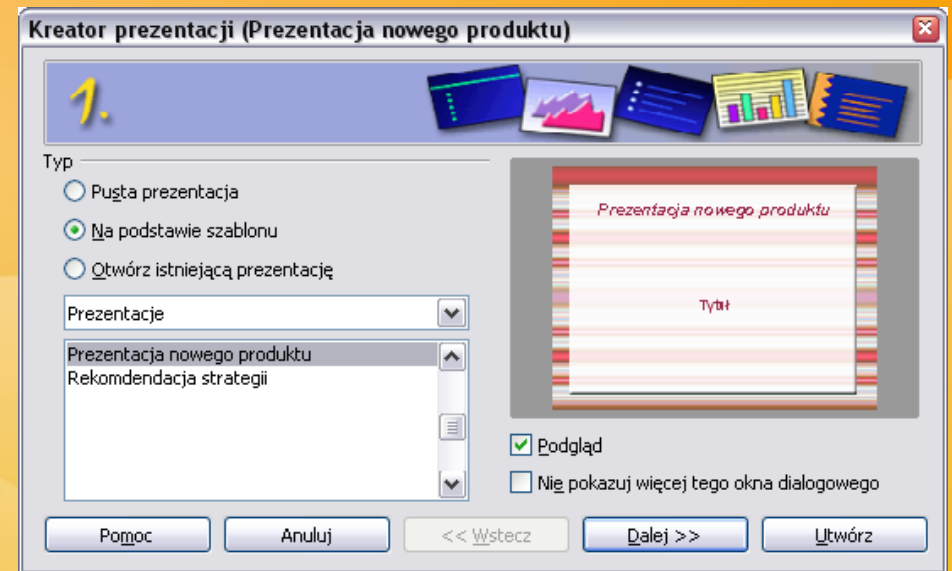 Kreator prezentacji (Prezentacja nowego produktu)
1.
Typ
Pusta prezentacja
Na podstawie szablonu
Otwórz istniejącą prezentację
Prezentacje
Prezentacja nowego produktu
Rekomdendacja strategii
Prezentacja nowego produktu
Tytuł
Podgląd
Nie pokazuj więcej tego okna dialogowego
Pomoc
Anuluj
<< Wstecz
Dalej >>
Utwórz